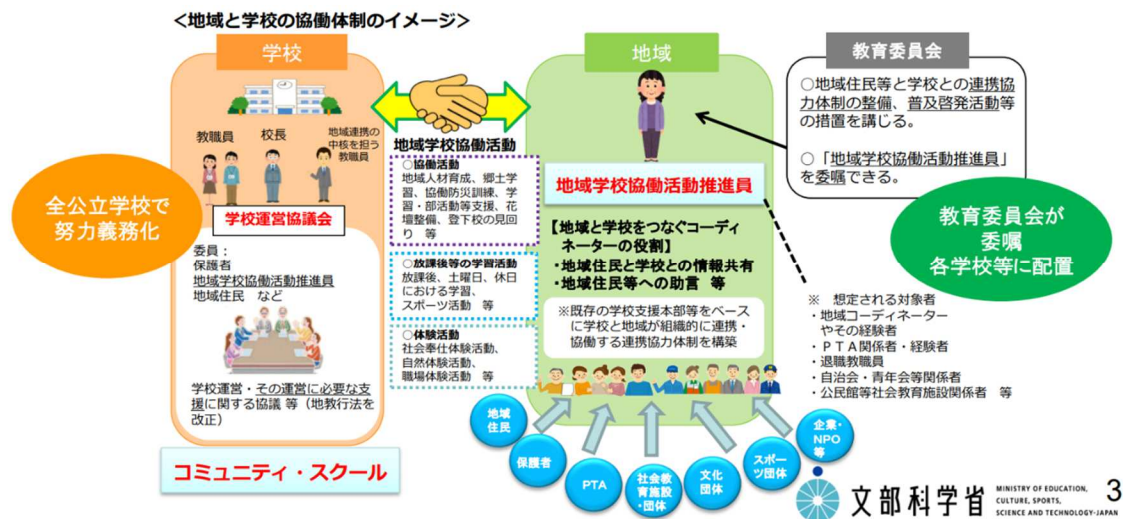 ＜地域と学校の協働体制のイメージ＞
学校
教職員
校長
地域連携の
中核を担う
教職員
学校運営協議会
委員：
保護者
地域学校協働活動推進員
地域住民　など
学校運営・その運営に必要な支
援に関する協議 等（地教行法を
改正）
コミュニティ・スクール
全公立学校で
努力義務化
地域学校協働活動
○協働活動
地域人材育成、郷土学
習、協働防災訓練、学
習・部活動等支援、花
壇整備、登下校の見回
り　等
○放課後等の学習活動
放課後、土曜日、休日
における学習、
スポーツ活動　等
○体験活動
社会奉仕体験活動、
自然体験活動、
職場体験活動　等
地域
地域学校協働活動推進員
【地域と学校をつなぐコーディ
ネーターの役割】
・地域住民と学校との情報共有
・地域住民等への助言　等
※既存の学校支援本部等をベース
に学校と地域が組織的に連携・
協働する連携協力体制を構築
地域
住民
保護者
PTA
社会教
育施設
・団体
文化
団体
スポー
ツ団体
企業・
NPO
等
教育委員会
○地域住民等と学校との連携協
力体制の整備、普及啓発活動等
の措置を講じる。
○「地域学校協働活動推進員」
を委嘱できる。
教育委員会が
委嘱
各学校等に配置
※　想定される対象者
・地域コーディネーター
やその経験者
・ＰＴＡ関係者・経験者
・退職教職員
・自治会・青年会等関係者
・公民館等社会教育施設関係者　等
文部科学省
MINISTRY OF EDUCATION,
CULTURE, SPORTS,
SCIENCE AND TECHNOLOGY-JAPAN
3